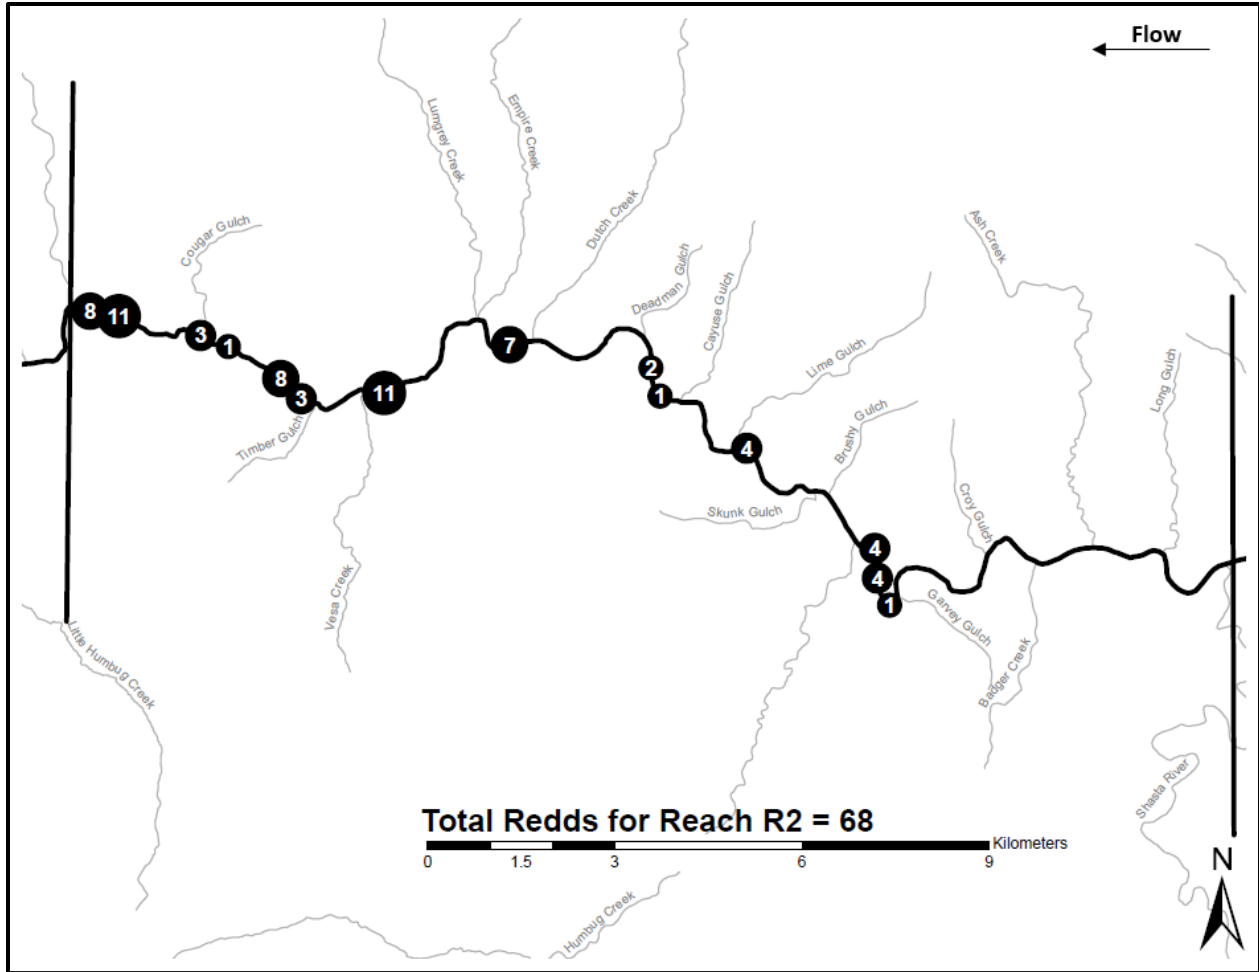 Flow
Lumgrey Creek
Empire Creek
Dutch Creek
Cougar Gulch
Deadman Gulch
Cayuse Gulch
Ash Creek
8
11
3
1
8
3
11
7
2
1
Lime Gulch
Long Gulch
Timber Gulch
4
Brushy Gulch
Skunk Gulch
Croy Gulch
4
4
1
Vesa Creek
Garvey Gulch
Badger Creek
Little Humbug Creek
Shasta River
Total Redds for Reach R2 = 68
Kilometers
0 1.5 3 6 9
N
Humbug Creek